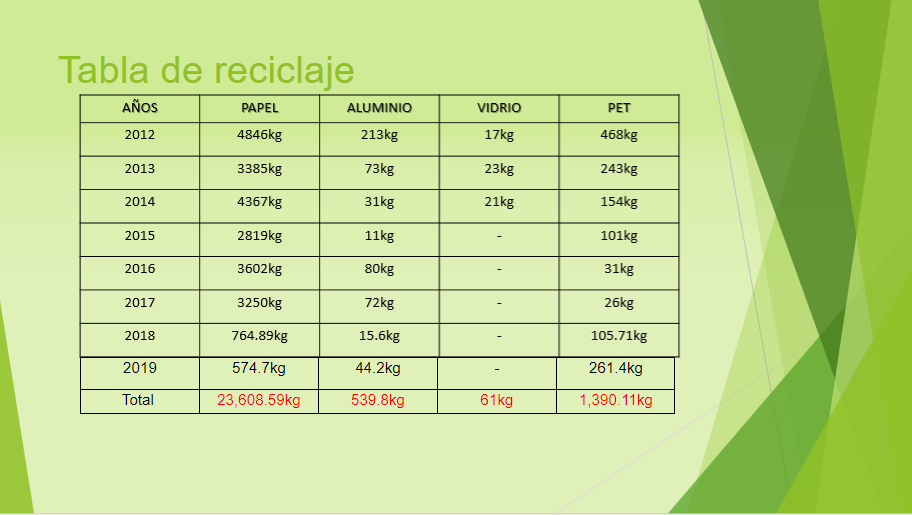 Tabla de reciclaje
AÑOS PAPEL ALUMINIO VIDRIO PET
2012 4846kg 213kg 17kg 468kg
2013 3385kg 73kg 23kg 243kg
2014 4367kg 31kg 21kg 154kg
2015 2819kg 11kg - 101kg
2016 3602kg 80kg - 31kg
2017 3250kg 72kg - 26kg
2018 764.89kg 15.6kg - 105.71kg
2019 574.7kg 44.2kg - 261.4kg
Total 23,608.59kg 539.8kg 61kg 1,390.11kg